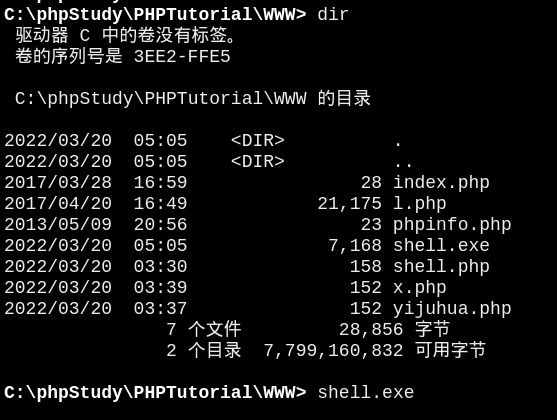 C:\phpStudy\PHPTutorial\WWW> dir
驱动器 C 中的卷没有标签。
卷的序列号是 3EE2-FFE5
C:\phpStudy\PHPTutorial\WWW 的目录
2022/03/20  05:05    <DIR>          .
2022/03/20  05:05    <DIR>          ..
2017/03/28  16:59                28 index.php
2017/04/20  16:49            21,175 l.php
2013/05/09  20:56                23 phpinfo.php
2022/03/20  05:05             7,168 shell.exe
2022/03/20  03:30               158 shell.php
2022/03/20  03:39               152 x.php
2022/03/20  03:37               152 yijuhua.php
7 个文件         28,856 字节
2 个目录  7,799,160,832 可用字节
C:\phpStudy\PHPTutorial\WWW> shell.exe